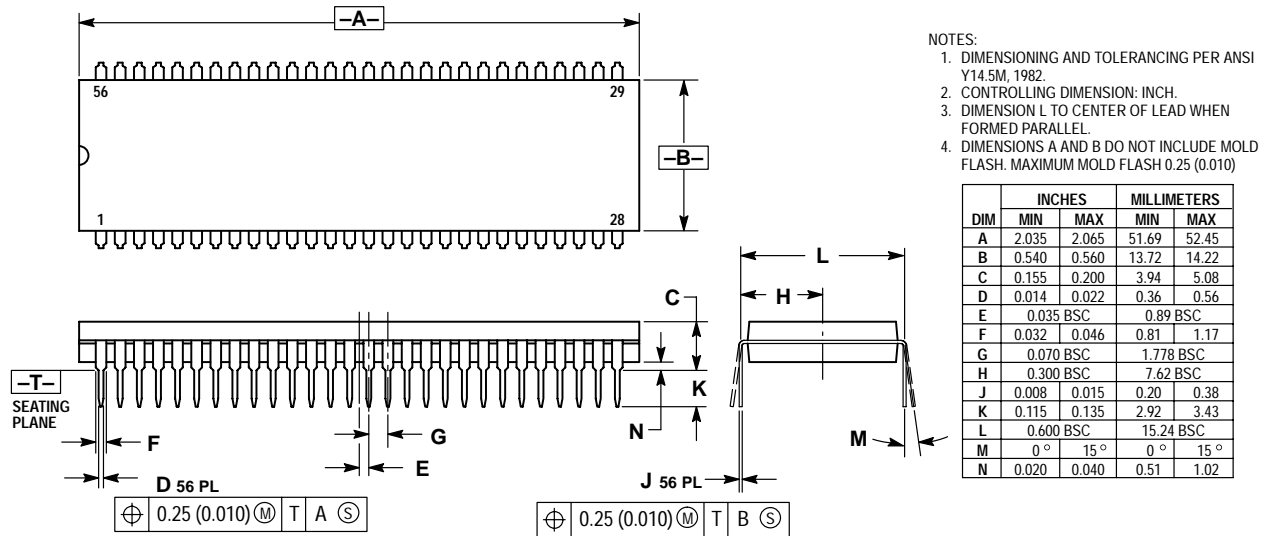 –A–
56 29
–B–
1 28
–T–
SEATING
PLANE
F
D 56 PL
⌖ 0.25 (0.010) Ⓜ T A Ⓢ
C
K
N
G
E
L
H
M
J 56 PL
⌖ 0.25 (0.010) Ⓜ T B Ⓢ
NOTES:
1. DIMENSIONING AND TOLERANCING PER ANSI
Y14.5M, 1982.
2. CONTROLLING DIMENSION: INCH.
3. DIMENSION L TO CENTER OF LEAD WHEN
FORMED PARALLEL.
4. DIMENSIONS A AND B DO NOT INCLUDE MOLD
FLASH. MAXIMUM MOLD FLASH 0.25 (0.010)
INCHES MILLIMETERS
DIM MIN MAX MIN MAX
A 2.035 2.065 51.69 52.45
B 0.540 0.560 13.72 14.22
C 0.155 0.200 3.94 5.08
D 0.014 0.022 0.36 0.56
E 0.035 BSC 0.89 BSC
F 0.032 0.046 0.81 1.17
G 0.070 BSC 1.778 BSC
H 0.300 BSC 7.62 BSC
J 0.008 0.015 0.20 0.38
K 0.115 0.135 2.92 3.43
L 0.600 BSC 15.24 BSC
M 0 ° 15 ° 0 ° 15 °
N 0.020 0.040 0.51 1.02